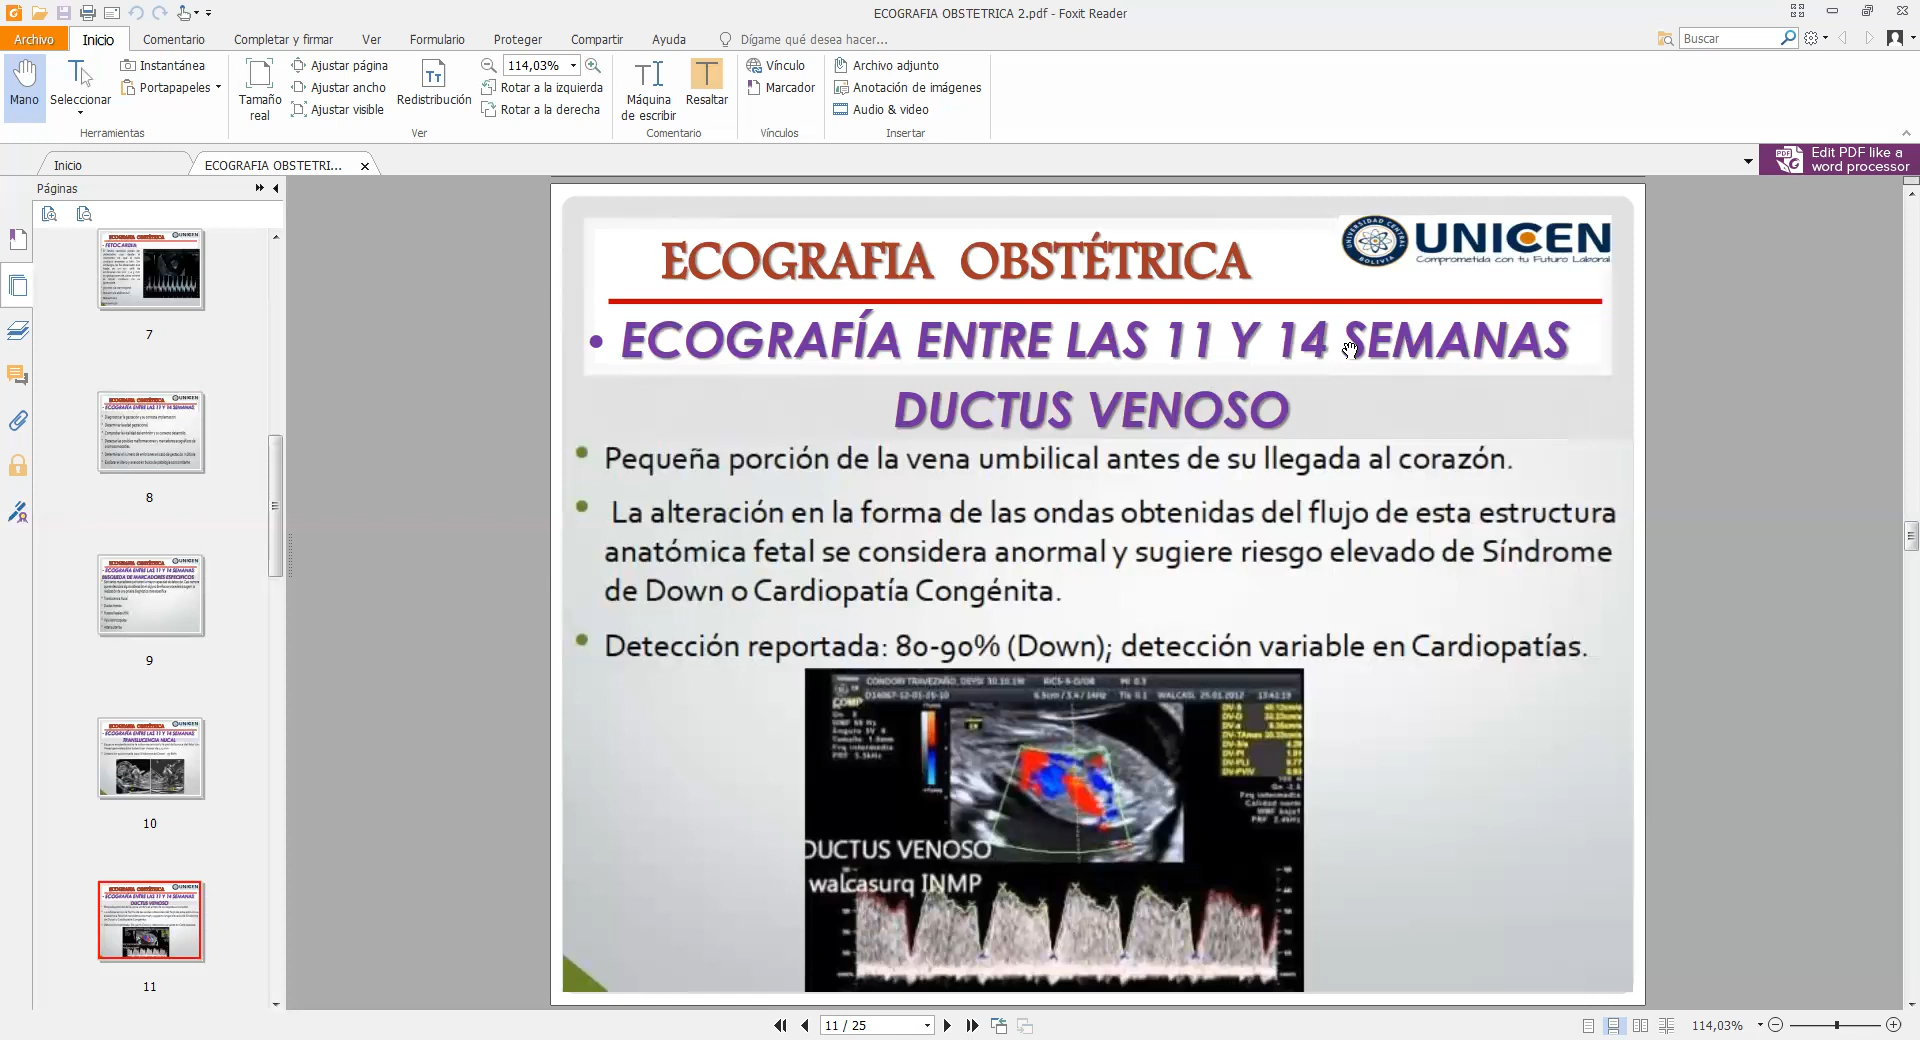 ECOGRAFIA OBSTETRICA 2.pdf - Foxit Reader
Archivo
Inicio
Comentario
Completar y firmar
Ver
Formulario
Proteger
Compartir
Ayuda
Dígame qué desea hacer...
Buscar
Mano
Seleccionar
Instantánea
Portapapeles
Herramientas
Tamaño
real
Ajustar página
Ajustar ancho
Ajustar visible
Redistribución
114,03%
Rotar a la izquierda
Rotar a la derecha
Ver
Máquina
de escribir
Resaltar
Comentario
Vínculo
Marcador
Vínculos
Archivo adjunto
Anotación de imágenes
Audio & video
Insertar
Inicio
ECOGRAFIA OBSTETRI...
Edit PDF like a
word processor
Páginas
7
8
9
10
11
UNICEN
Comprometida con tu Futuro Laboral
UNIVERSIDAD CENTRAL
BOLIVIA
ECOGRAFIA OBSTÉTRICA
• ECOGRAFÍA ENTRE LAS 11 Y 14 SEMANAS
DUCTUS VENOSO
• Pequeña porción de la vena umbilical antes de su llegada al corazón.
• La alteración en la forma de las ondas obtenidas del flujo de esta estructura
anatómica fetal se considera anormal y sugiere riesgo elevado de Síndrome
de Down o Cardiopatía Congénita.
• Detección reportada: 80-90% (Down); detección variable en Cardiopatías.
DUCTUS VENOSO
walcasurq INMP
11 / 25
114,03%